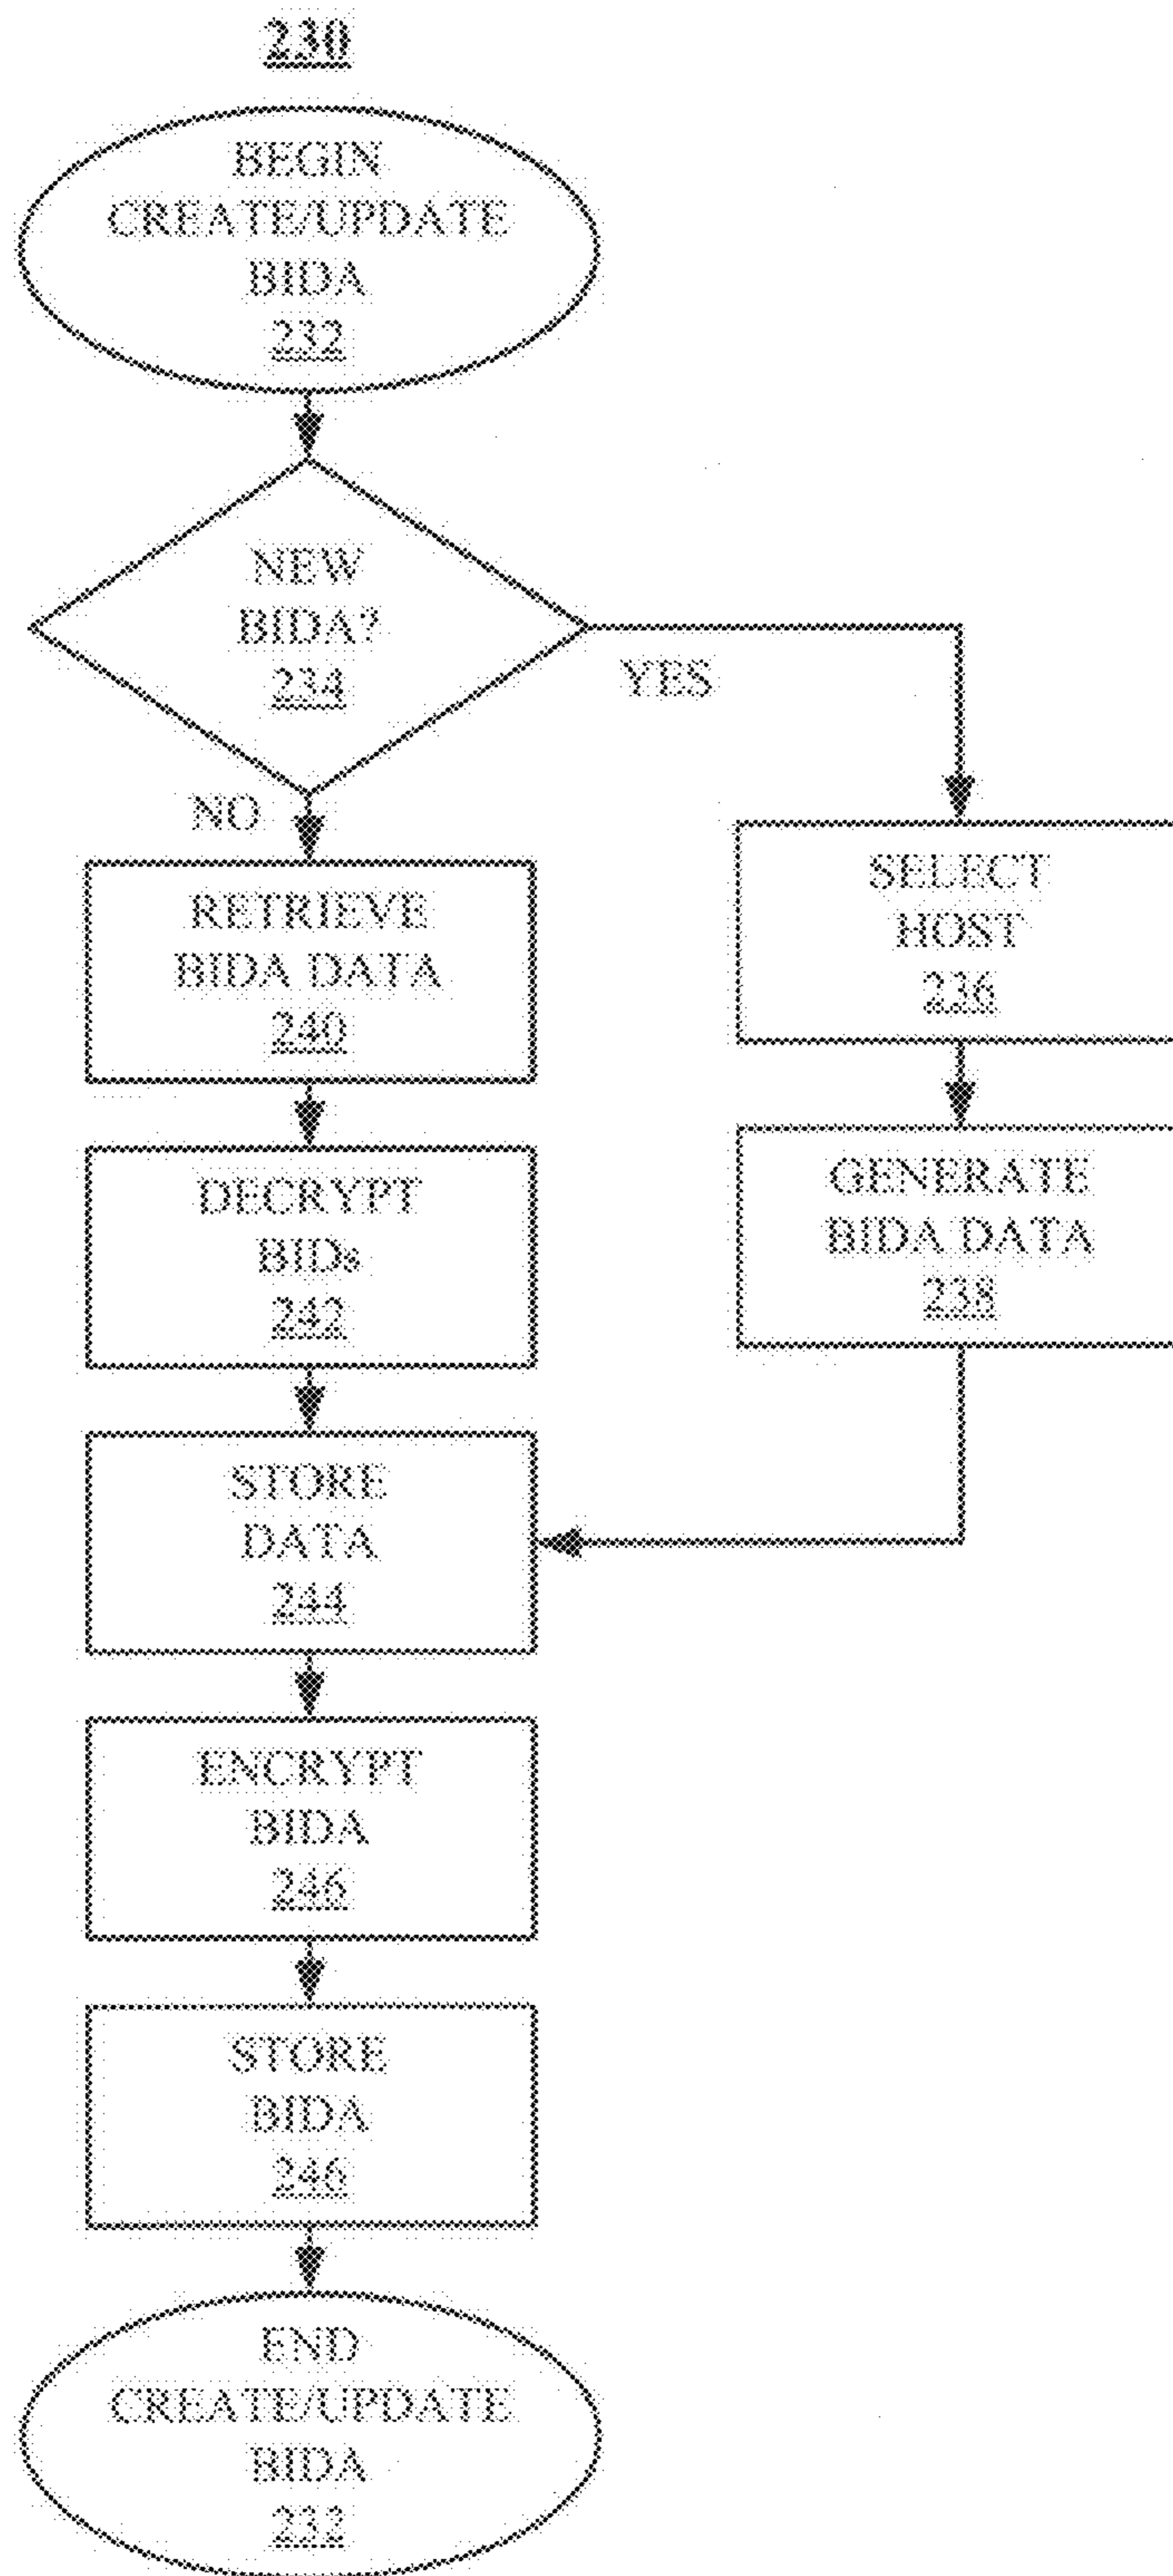 230
BEGIN
CREATE/UPDATE
BIDA
232
NEW
BIDA?
234
YES
NO
SELECT
HOST
236
RETRIEVE
BIDA DATA
240
GENERATE
BIDA DATA
238
DECRYPT
BIDs
242
STORE
DATA
244
ENCRYPT
BIDA
246
STORE
BIDA
246
END
CREATE/UPDATE
BIDA
232